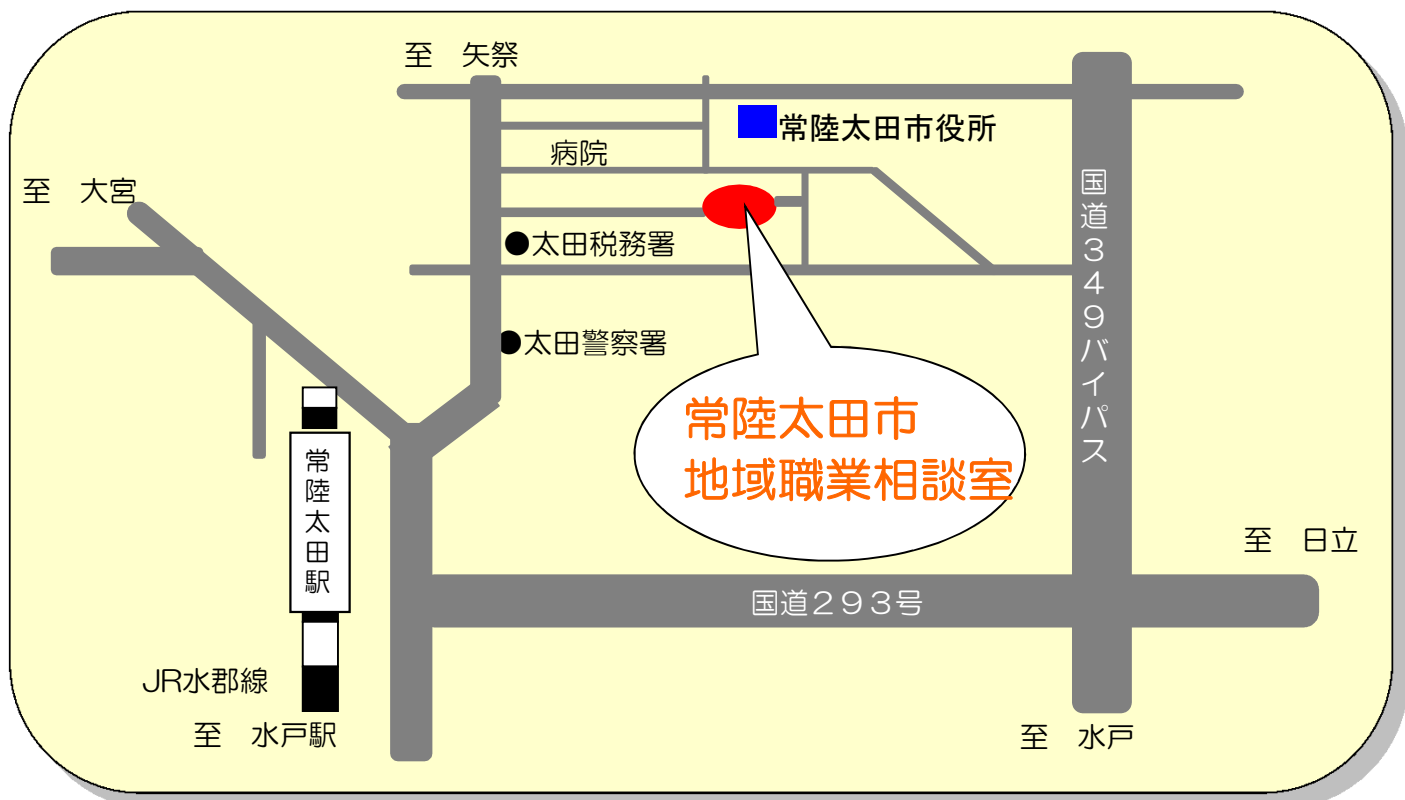 至　矢祭
常陸太田市役所
病院
至　大宮
国道３４９バイパス
●太田税務署
●太田警察署
常陸太田市
地域職業相談室
常陸太田駅
至　日立
国道２９３号
JR水郡線
至　水戸駅
至　水戸